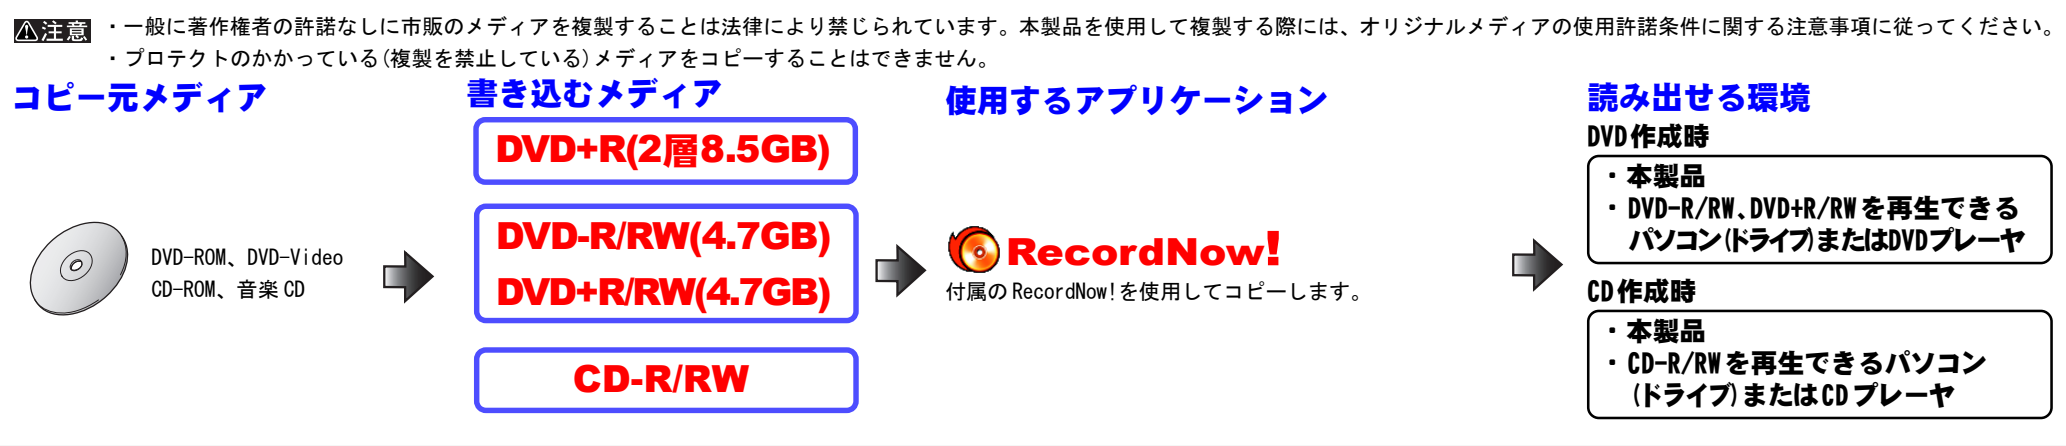 ⚠注意 ・一般に著作権者の許諾なしに市販のメディアを複製することは法律により禁じられています。本製品を使用して複製する際には、オリジナルメディアの使用許諾条件に関する注意事項に従ってください。
・プロテクトのかかっている(複製を禁止している)メディアをコピーすることはできません。
コピー元メディア
DVD-ROM、DVD-Video
CD-ROM、音楽CD
書き込むメディア
DVD+R(2層8.5GB)
DVD-R/RW(4.7GB)
DVD+R/RW(4.7GB)
CD-R/RW
使用するアプリケーション
RecordNow!
付属のRecordNow!を使用してコピーします。
読み出せる環境
DVD作成時
・本製品
・DVD-R/RW、DVD+R/RWを再生できる
パソコン(ドライブ)またはDVDプレーヤ
CD作成時
・本製品
・CD-R/RWを再生できるパソコン
(ドライブ)またはCDプレーヤ